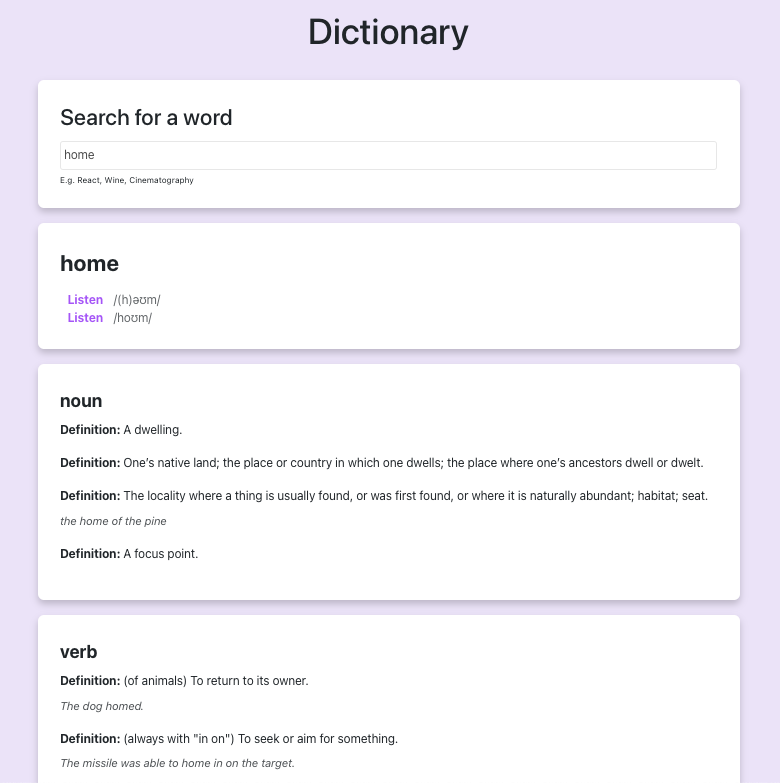 Dictionary
Search for a word
home
E.g. React, Wine, Cinematography
home
Listen /(h)əʊm/
Listen /hoʊm/
noun
Definition: A dwelling.
Definition: One’s native land; the place or country in which one dwells; the place where one’s ancestors dwell or dwelt.
Definition: The locality where a thing is usually found, or was first found, or where it is naturally abundant; habitat; seat.
the home of the pine
Definition: A focus point.
verb
Definition: (of animals) To return to its owner.
The dog homed.
Definition: (always with "in on") To seek or aim for something.
The missile was able to home in on the target.